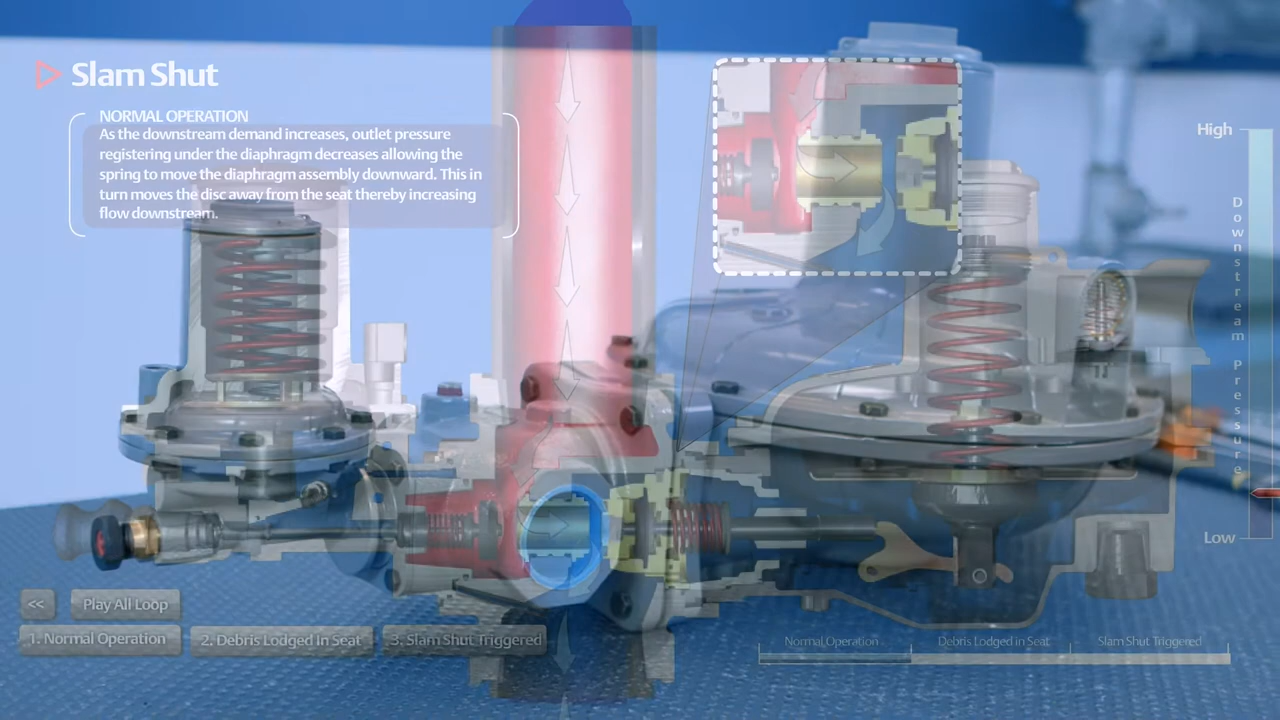 Slam Shut
NORMAL OPERATION
As the downstream demand increases, outlet pressure
registering under the diaphragm decreases allowing the
spring to move the diaphragm assembly downward. This in
turn moves the disc away from the seat thereby increasing
flow downstream.
High
Downstream Pressure
Low
<<
Play All Loop
1. Normal Operation
2. Debris Lodged in Seat
3. Slam Shut Triggered
Normal Operation
Debris Lodged in Seat
Slam Shut Triggered